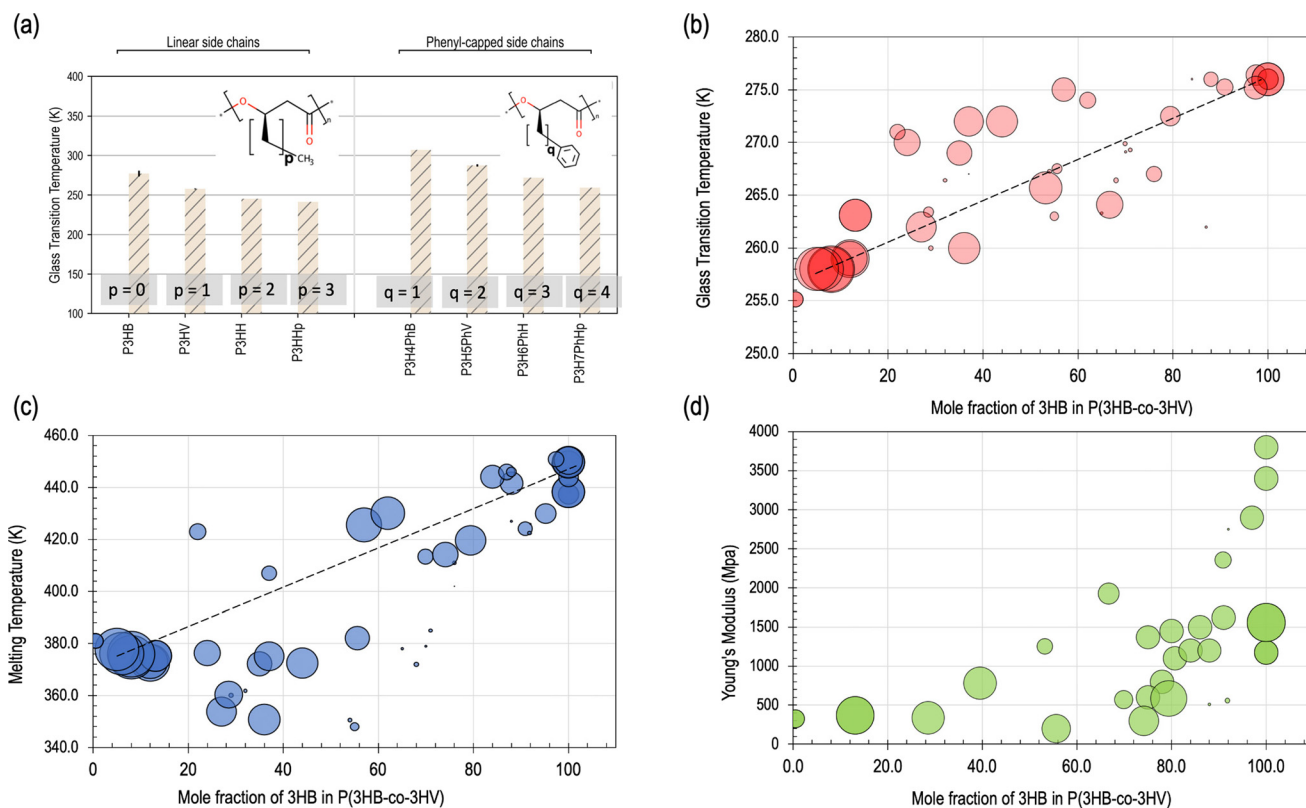 (a)
Linear side chains
Phenyl-capped side chains
Glass Transition Temperature (K)
400
350
300
250
200
150
100
O
O
n
p
CH₃
O
O
n
q
p = 0
p = 1
p = 2
p = 3
q = 1
q = 2
q = 3
q = 4
P3HB
P3HV
P3HH
P3HHp
P3H4PhB
P3H5PhV
P3H6PhH
P3H7PhHp
(b)
Glass Transition Temperature (K)
280.0
275.0
270.0
265.0
260.0
255.0
250.0
0 20 40 60 80 100
Mole fraction of 3HB in P(3HB-co-3HV)
(c)
Melting Temperature (K)
460.0
440.0
420.0
400.0
380.0
360.0
340.0
0 20 40 60 80 100
Mole fraction of 3HB in P(3HB-co-3HV)
(d)
Young's Modulus (Mpa)
4000
3500
3000
2500
2000
1500
1000
500
0
0.0 20.0 40.0 60.0 80.0 100.0
Mole fraction of 3HB in P(3HB-co-3HV)